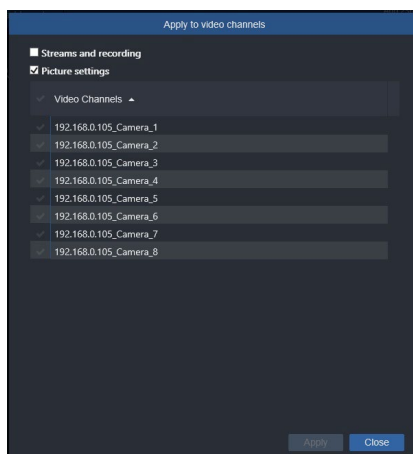 Apply to video channels
Streams and recording
Picture settings
Video Channels
192.168.0.105_Camera_1
192.168.0.105_Camera_2
192.168.0.105_Camera_3
192.168.0.105_Camera_4
192.168.0.105_Camera_5
192.168.0.105_Camera_6
192.168.0.105_Camera_7
192.168.0.105_Camera_8
Apply Close